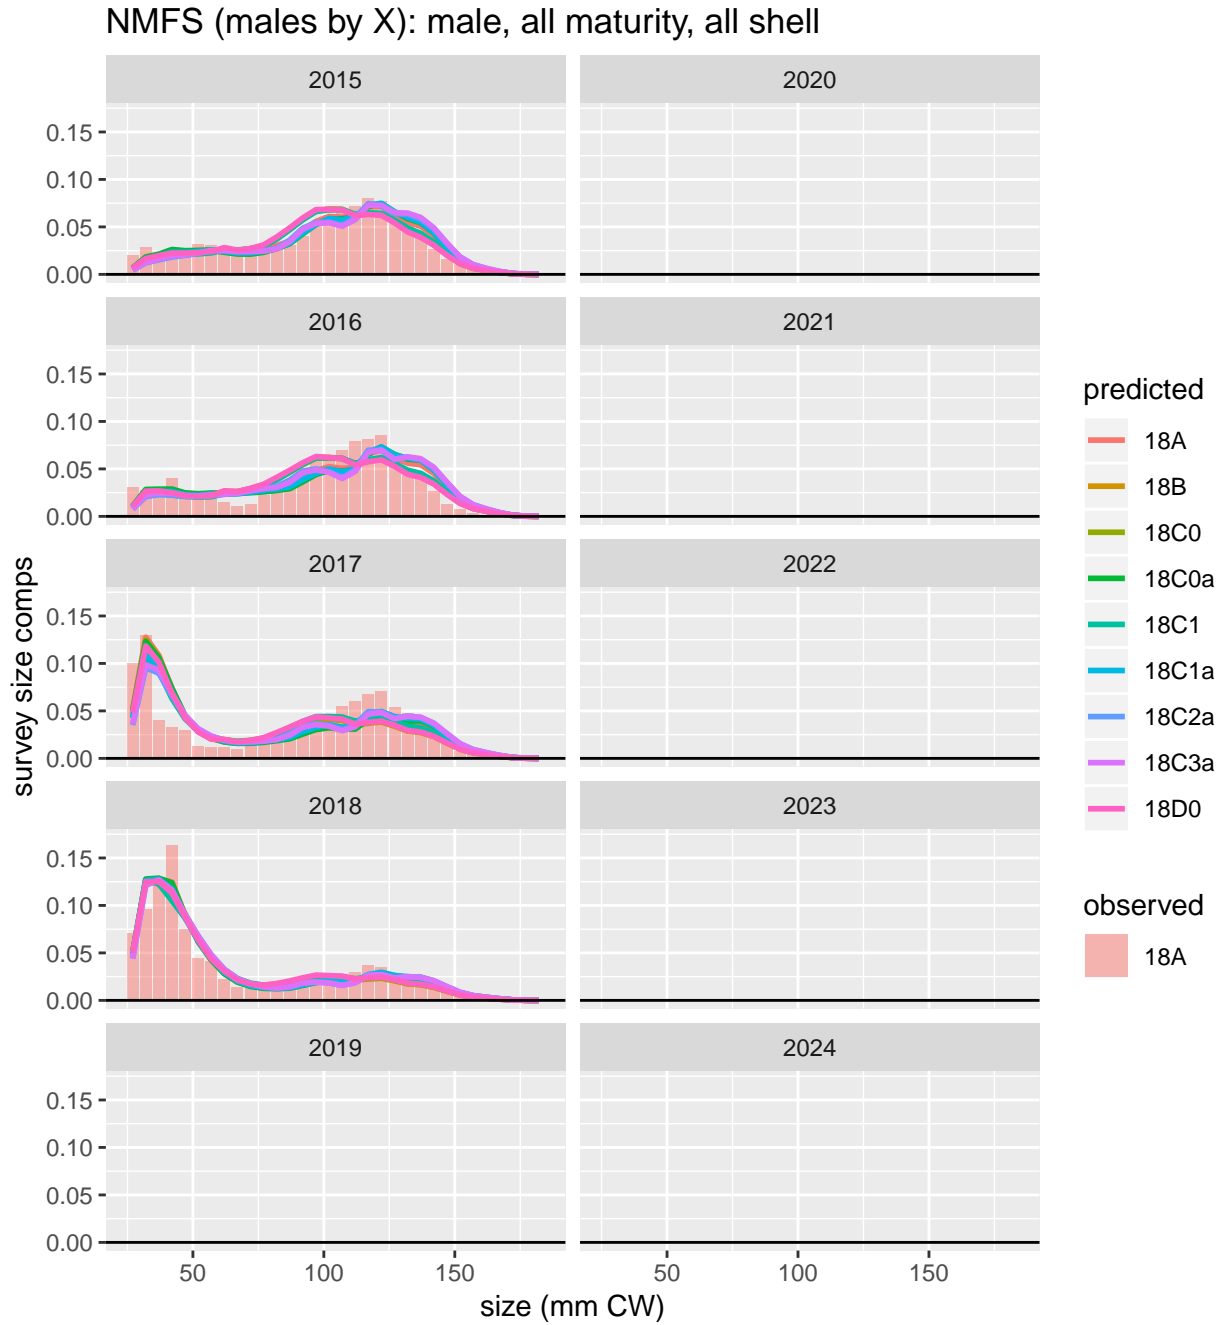 NMFS (males by X): male, all maturity, all shell
2015 2020
0.15
0.10
0.05
0.00
2016 2021
0.15
0.10
0.05
0.00
2017 2022
0.15
0.10
0.05
0.00
2018 2023
0.15
0.10
0.05
0.00
2019 2024
0.15
0.10
0.05
0.00
50 100 150 50 100 150
size (mm CW)
survey size comps
predicted
18A
18B
18C0
18C0a
18C1
18C1a
18C2a
18C3a
18D0
observed
18A